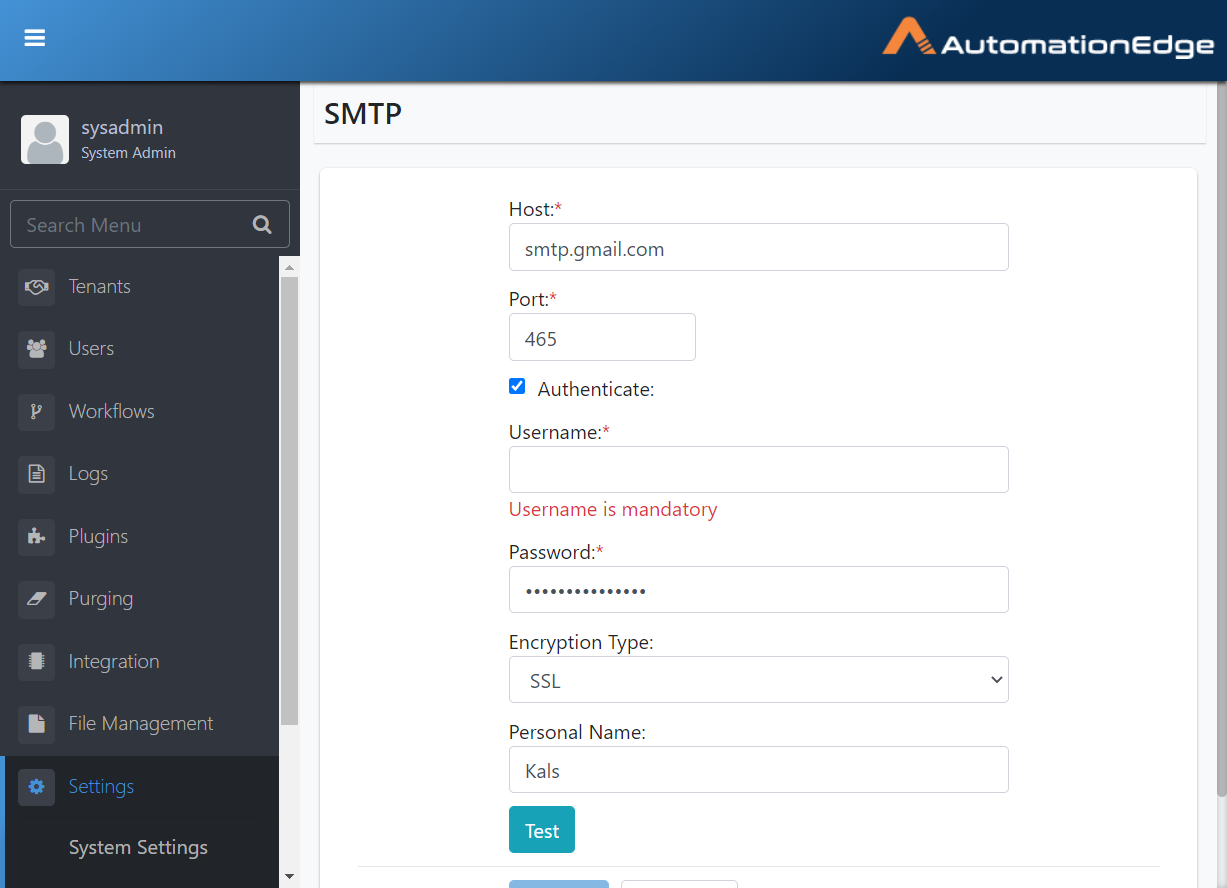 AutomationEdge
sysadmin
System Admin
Search Menu
Tenants
Users
Workflows
Logs
Plugins
Purging
Integration
File Management
Settings
System Settings
SMTP
Host:*
smtp.gmail.com
Port:*
465
Authenticate:
Username:*
Username is mandatory
Password:*
•••••••••••••••
Encryption Type:
SSL
Personal Name:
Kals
Test